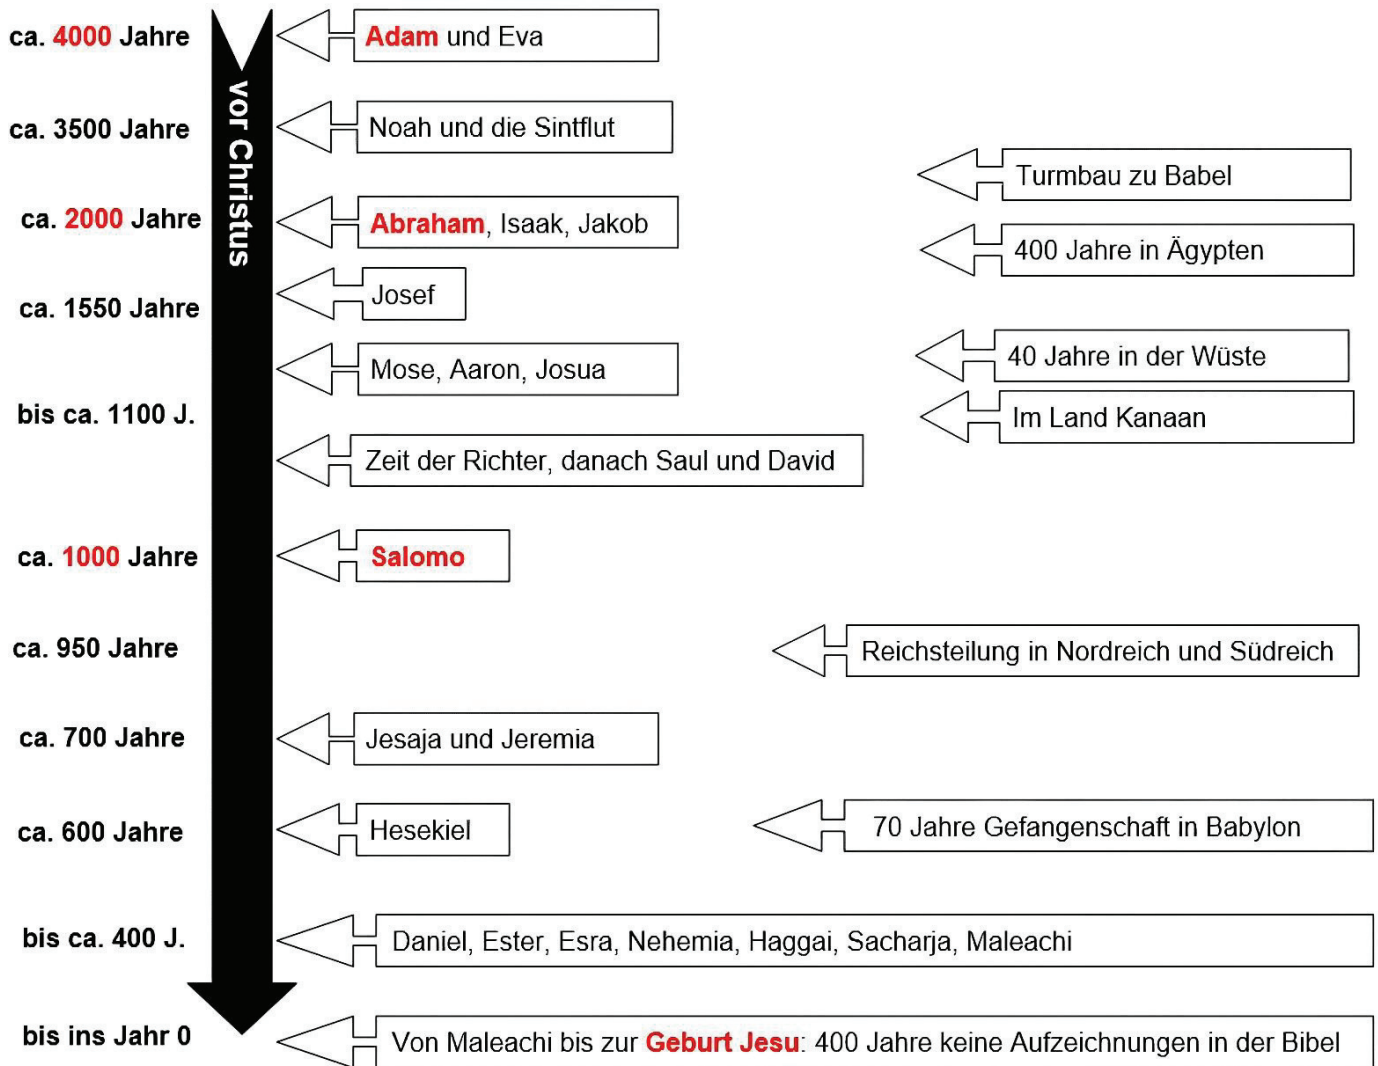 ca. 4000 Jahre
Adam und Eva
vor Christus
ca. 3500 Jahre
Noah und die Sintflut
Turmbau zu Babel
ca. 2000 Jahre
Abraham, Isaak, Jakob
400 Jahre in Ägypten
ca. 1550 Jahre
Josef
Mose, Aaron, Josua
40 Jahre in der Wüste
bis ca. 1100 J.
Im Land Kanaan
Zeit der Richter, danach Saul und David
ca. 1000 Jahre
Salomo
ca. 950 Jahre
Reichsteilung in Nordreich und Südreich
ca. 700 Jahre
Jesaja und Jeremia
ca. 600 Jahre
Hesekiel
70 Jahre Gefangenschaft in Babylon
bis ca. 400 J.
Daniel, Ester, Esra, Nehemia, Haggai, Sacharja, Maleachi
bis ins Jahr 0
Von Maleachi bis zur Geburt Jesu: 400 Jahre keine Aufzeichnungen in der Bibel